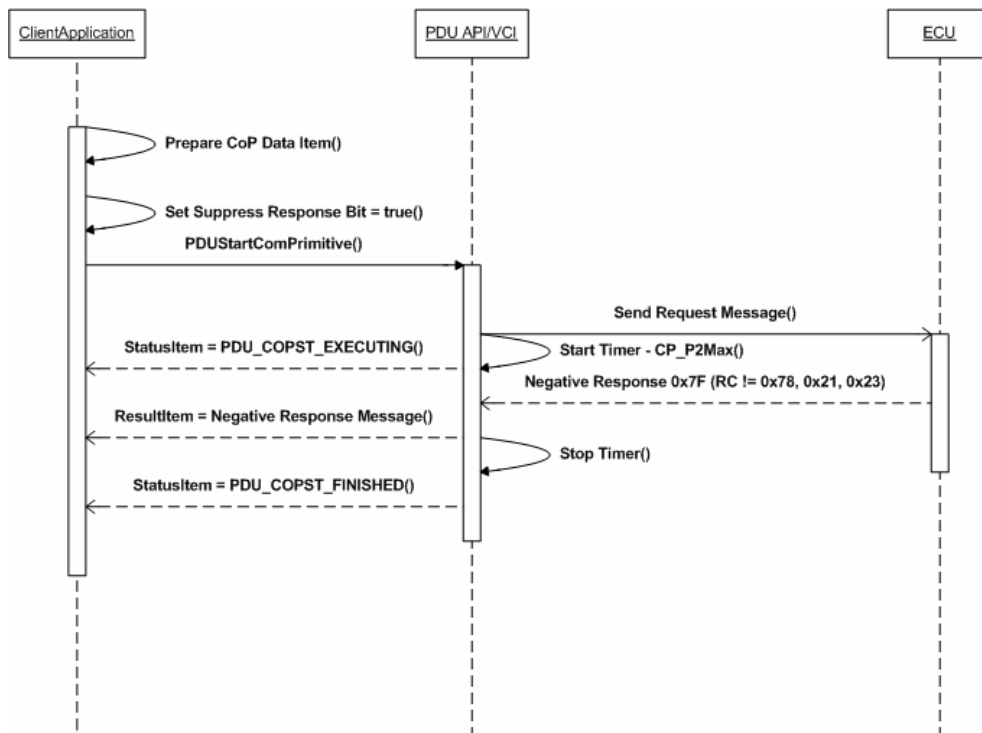 ClientApplication
PDU API/VCI
ECU
Prepare CoP Data Item()
Set Suppress Response Bit = true()
PDUStartComPrimitive()
Send Request Message()
StatusItem = PDU_COPST_EXECUTING()
Start Timer - CP_P2Max()
Negative Response 0x7F (RC != 0x78, 0x21, 0x23)
ResultItem = Negative Response Message()
Stop Timer()
StatusItem = PDU_COPST_FINISHED()